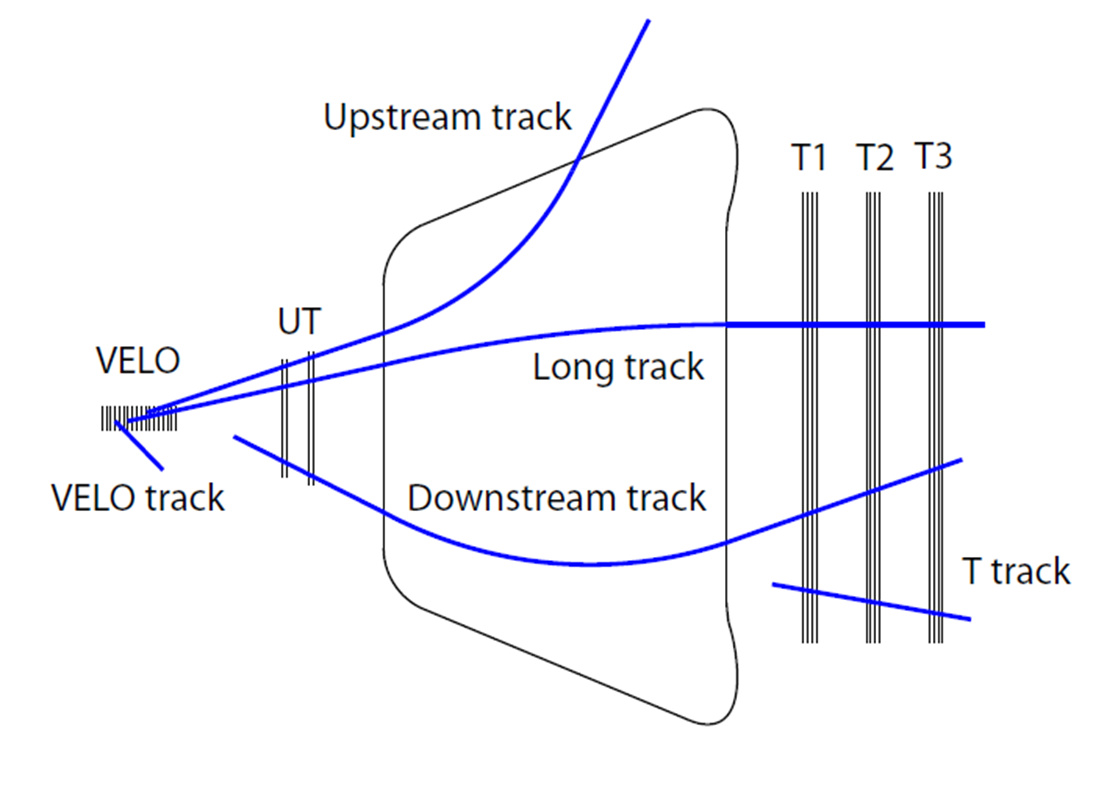 Upstream track
T1 T2 T3
UT
VELO
Long track
VELO track
Downstream track
T track